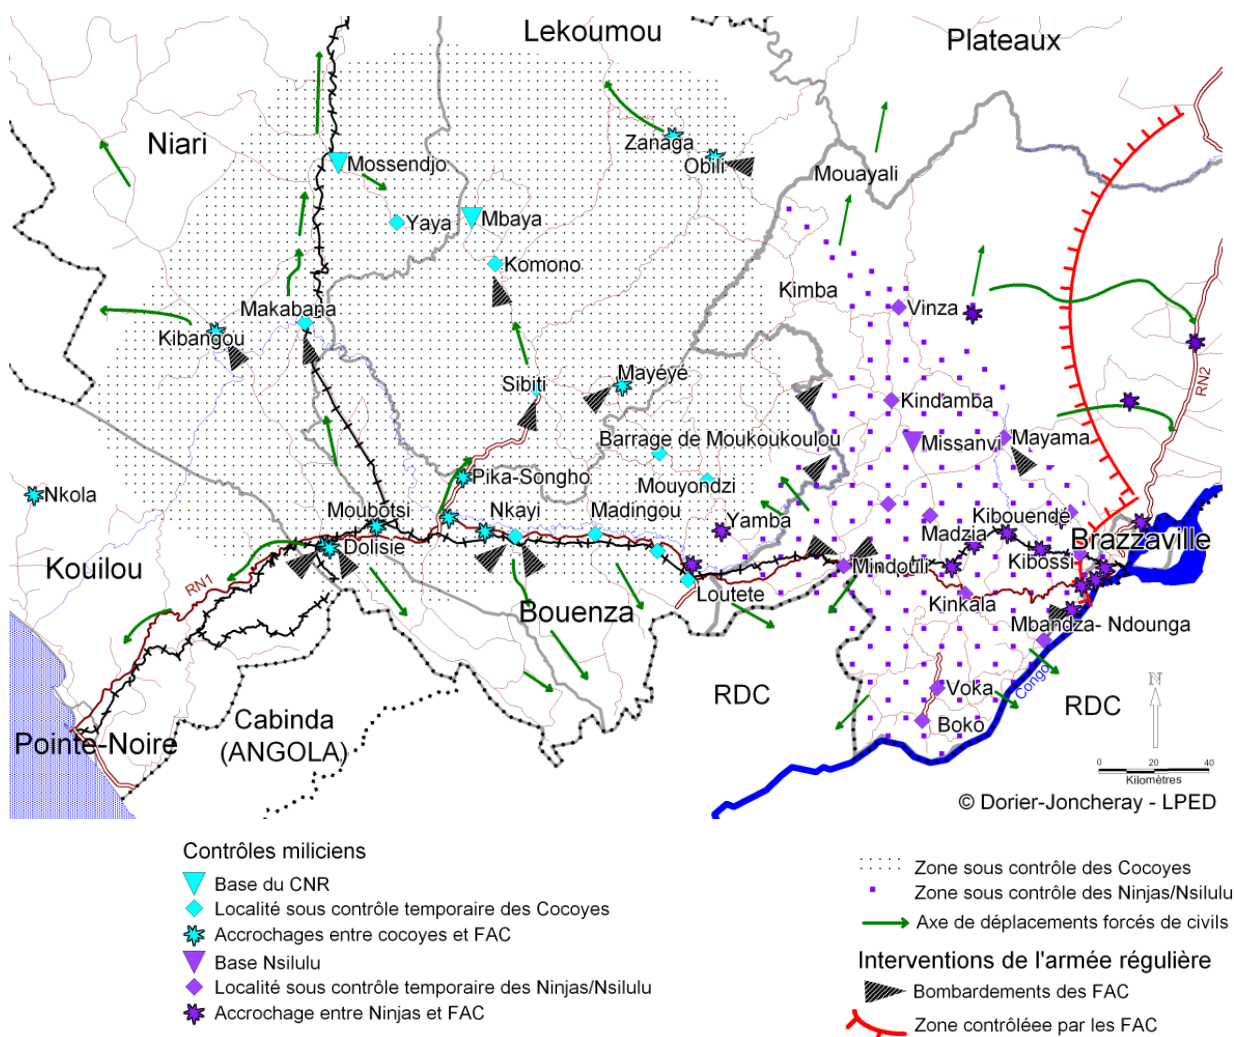 Lekoumou
Plateaux
Niari
Zanaga
Obili
Mossendjo
Mouayali
Yaya
Mbaya
Komono
Kimba
Makabana
Vinza
Kibangou
RN2
Mayéyé
Sibiti
Kindamba
Barrage de Moukoukoulou
Missanvi
Mayama
Pika-Songho
Mouyondzi
Nkola
Moubotsi
Nkayi
Madingou
Yamba
Kibouende
Madzia
Brazzaville
Dolisie
Kibossi
Kouilou
RN1
Mindouli
Loutete
Kinkala
Bouenza
Mbandza- Ndounga
RDC
Voka
Congo
RDC
N
Cabinda
(ANGOLA)
Boko
Pointe-Noire
0 20 40
Kilomètres
© Dorier-Joncheray - LPED
Contrôles miliciens
Base du CNR
Localité sous contrôle temporaire des Cocoyes
Accrochages entre cocoyes et FAC
Base Nsilulu
Localité sous contrôle temporaire des Ninjas/Nsilulu
Accrochage entre Ninjas et FAC
Zone sous contrôle des Cocoyes
Zone sous contrôle des Ninjas/Nsilulu
Axe de déplacements forcés de civils
Interventions de l'armée régulière
Bombardements des FAC
Zone contrôléee par les FAC